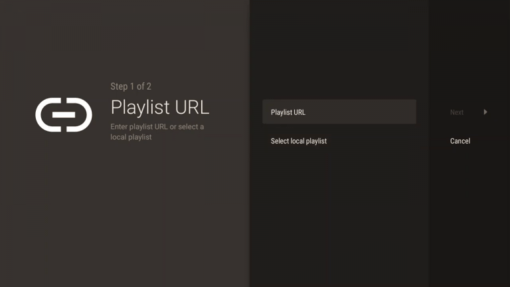 Step 1 of 2
Playlist URL
Enter playlist URL or select a
local playlist
Playlist URL
Select local playlist
Next
Cancel